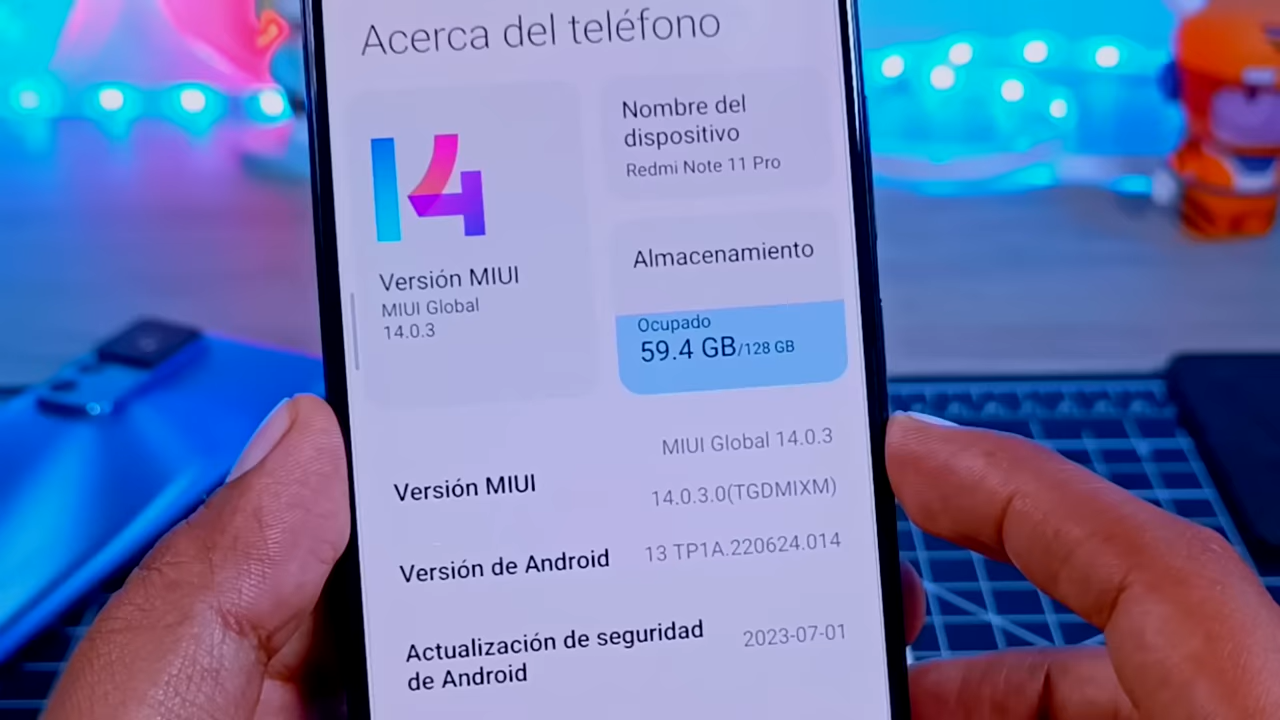 Acerca del teléfono
14
Versión MIUI
MIUI Global
14.0.3
Nombre del
dispositivo
Redmi Note 11 Pro
Almacenamiento
Ocupado
59.4 GB/128 GB
Versión MIUI
MIUI Global 14.0.3
14.0.3.0(TGDMIXM)
Versión de Android
13 TP1A.220624.014
Actualización de seguridad
de Android
2023-07-01